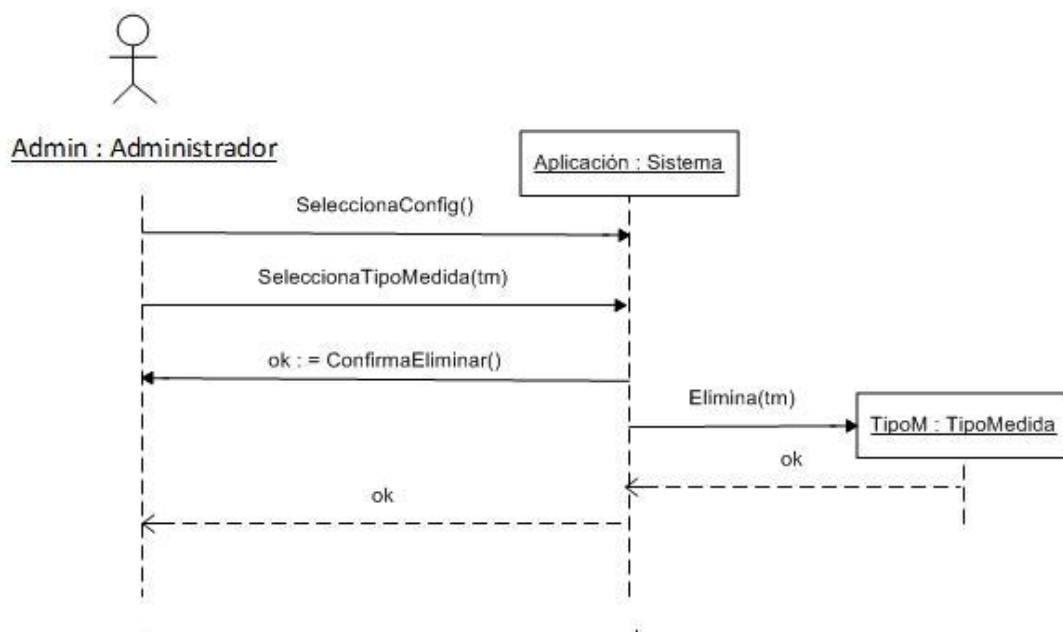 Admin : Administrador
Aplicación : Sistema
SeleccionaConfig()
SeleccionaTipoMedida(tm)
ok : = ConfirmaEliminar()
Elimina(tm)
TipoM : TipoMedida
ok
ok